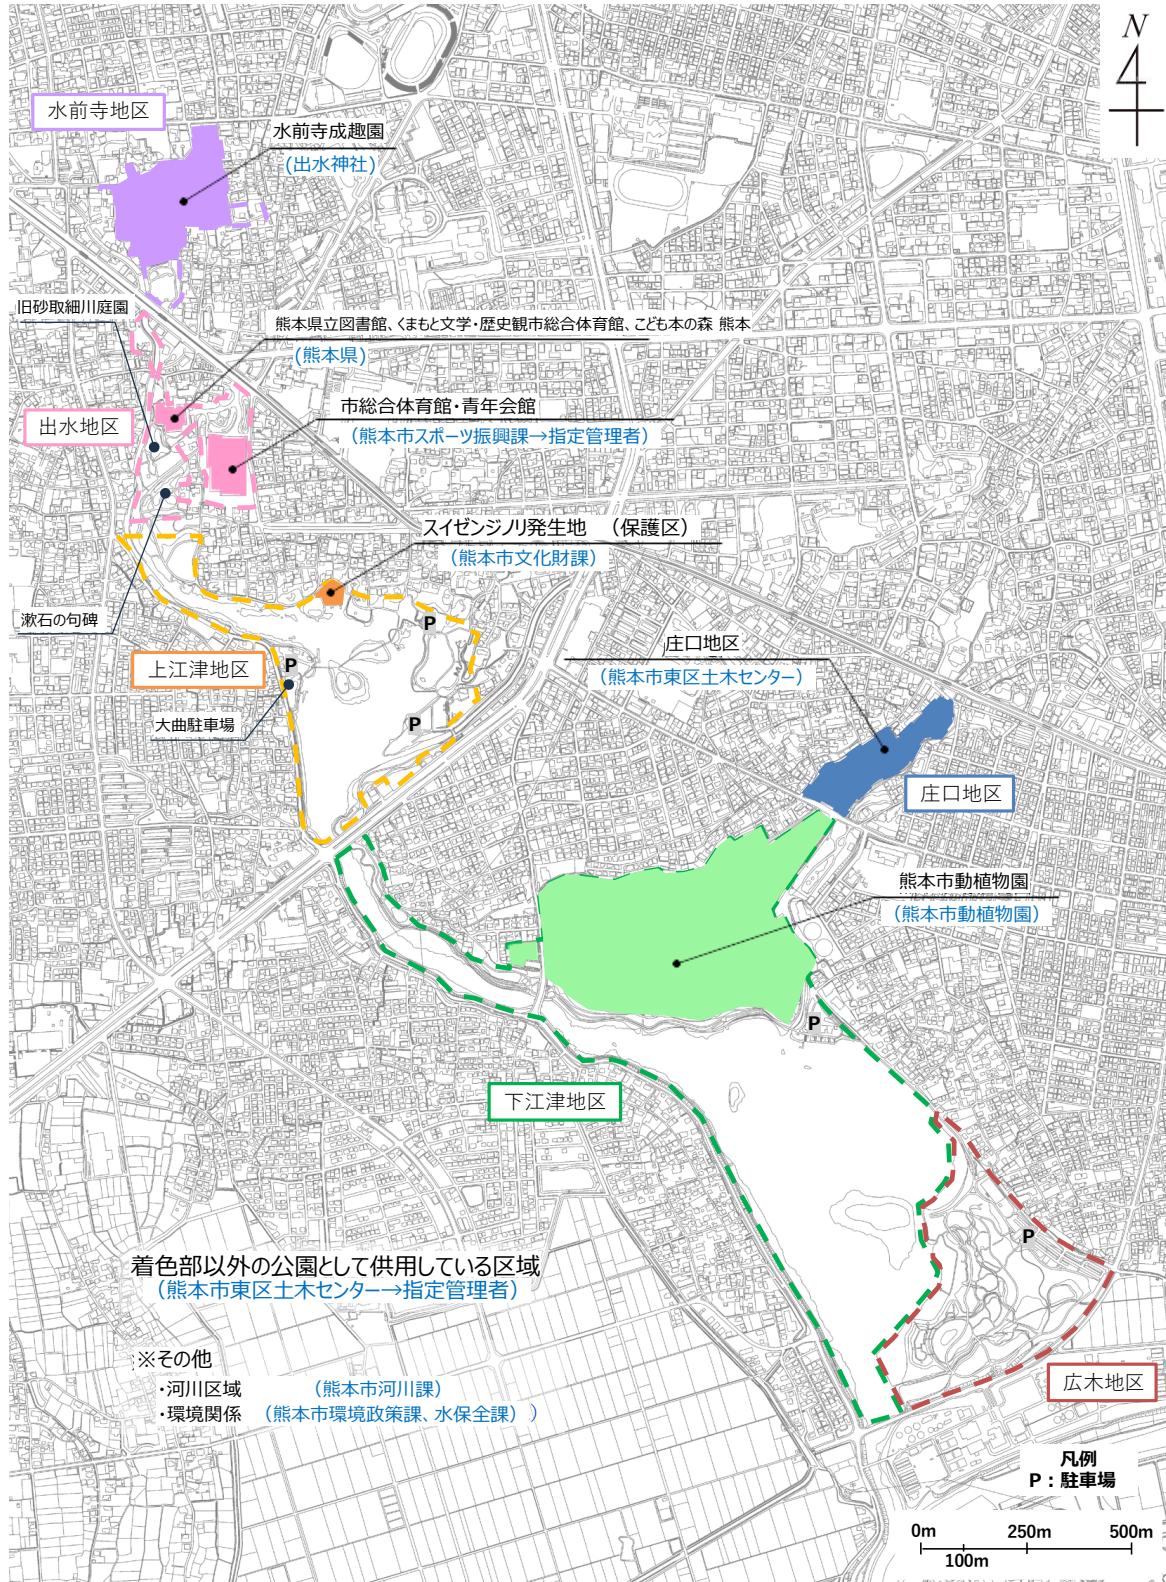 N
水前寺地区
水前寺成趣園
(出水神社)
旧砂取細川庭園
熊本県立図書館、くまもと文学・歴史観市総合体育館、こども本の森 熊本
(熊本県)
市総合体育館・青年会館
(熊本市スポーツ振興課→指定管理者)
出水地区
スイゼンジノリ発生地 (保護区)
(熊本市文化財課)
漱石の句碑
P
上江津地区
P
大曲駐車場
P
庄口地区
(熊本市東区土木センター)
庄口地区
熊本市動植物園
(熊本市動植物園)
P
下江津地区
P
着色部以外の公園として供用している区域
(熊本市東区土木センター→指定管理者)
※その他
・河川区域 (熊本市河川課)
・環境関係 (熊本市環境政策課、水保全課) )
広木地区
凡例
P：駐車場
0m 250m 500m
100m